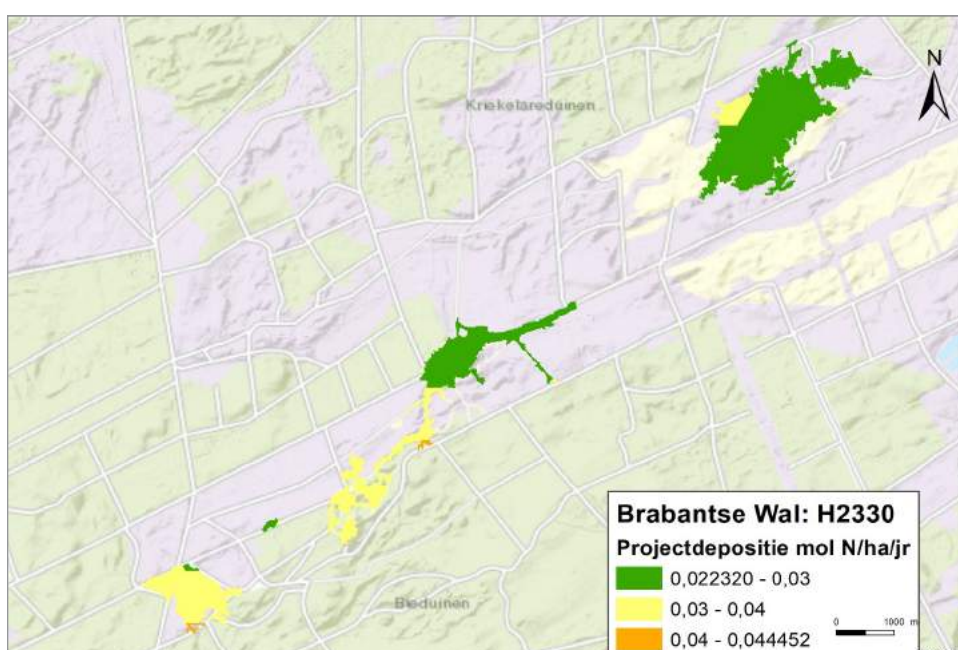 N
Kriekelareduinen
Bieduinen
Brabantse Wal: H2330
Projectdepositie mol N/ha/jr
0,022320 - 0,03
0,03 - 0,04
0,04 - 0,044452
0 1000 m